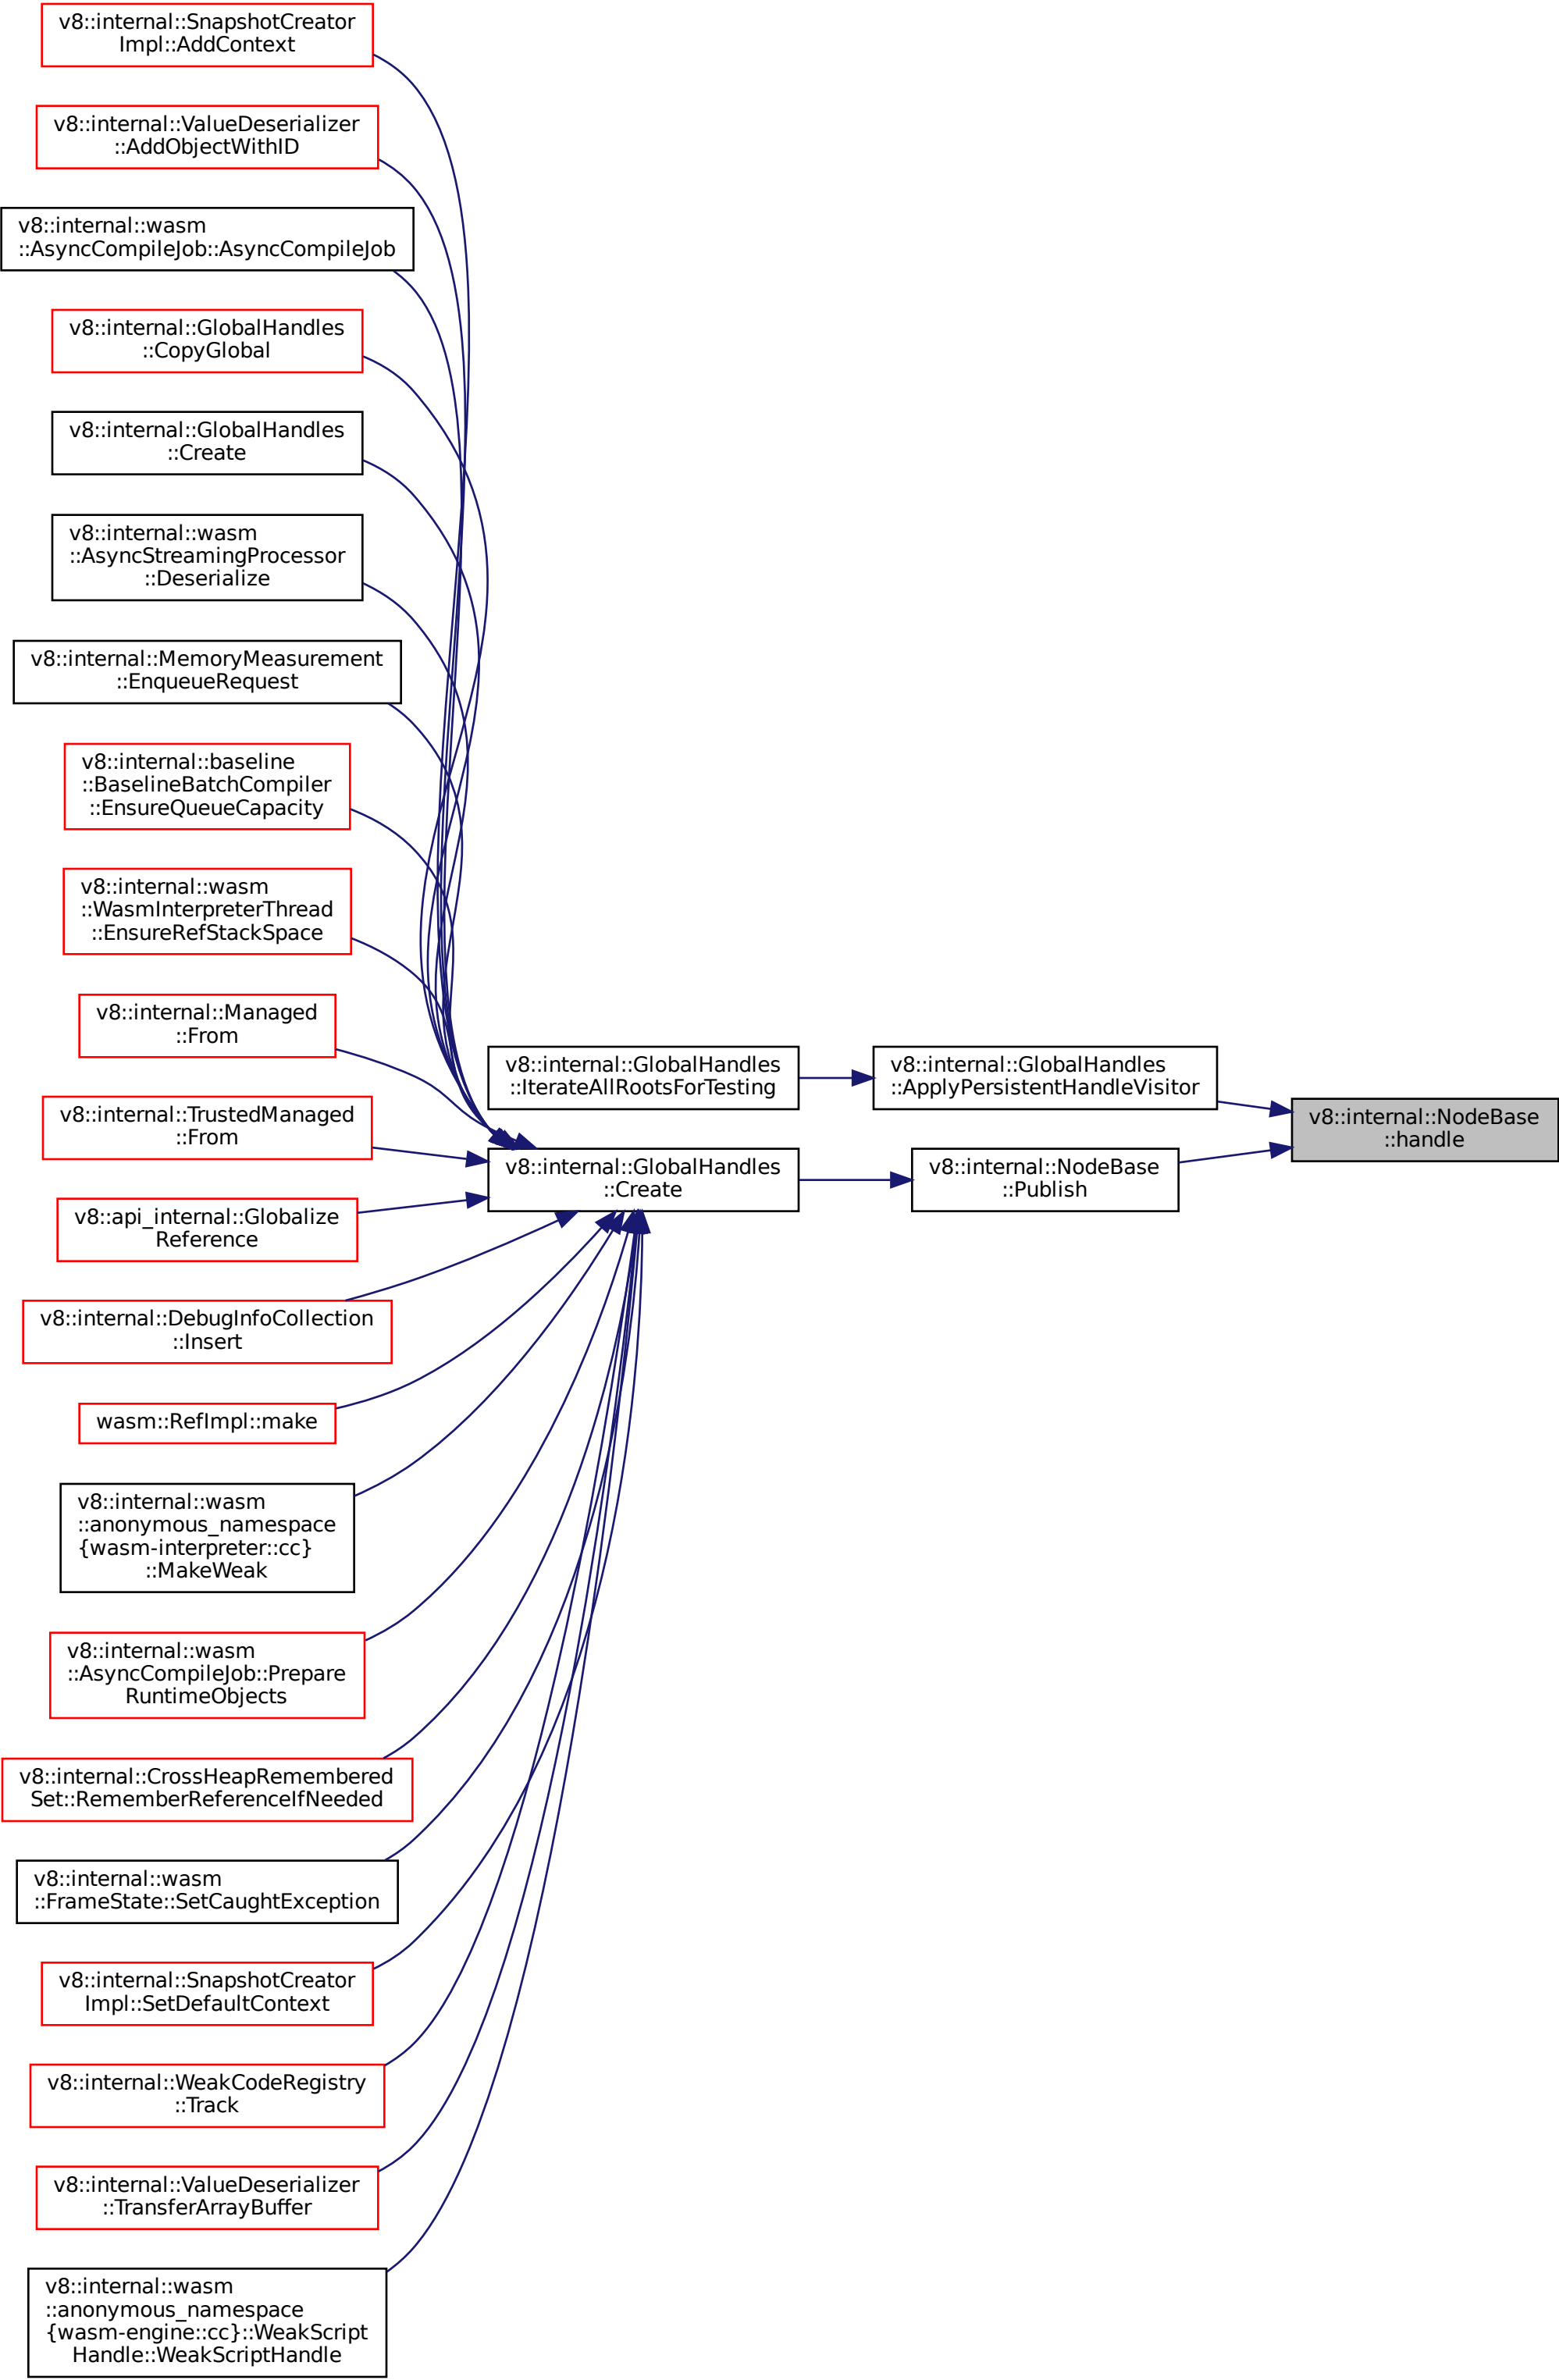 v8::internal::SnapshotCreator
Impl::AddContext
v8::internal::ValueDeserializer
::AddObjectWithID
v8::internal::wasm
::AsyncCompileJob::AsyncCompileJob
v8::internal::GlobalHandles
::CopyGlobal
v8::internal::GlobalHandles
::Create
v8::internal::wasm
::AsyncStreamingProcessor
::Deserialize
v8::internal::MemoryMeasurement
::EnqueueRequest
v8::internal::baseline
::BaselineBatchCompiler
::EnsureQueueCapacity
v8::internal::wasm
::WasmInterpreterThread
::EnsureRefStackSpace
v8::internal::Managed
::From
v8::internal::TrustedManaged
::From
v8::api_internal::Globalize
Reference
v8::internal::DebugInfoCollection
::Insert
wasm::RefImpl::make
v8::internal::wasm
::anonymous_namespace
{wasm-interpreter::cc}
::MakeWeak
v8::internal::wasm
::AsyncCompileJob::Prepare
RuntimeObjects
v8::internal::CrossHeapRemembered
Set::RememberReferenceIfNeeded
v8::internal::wasm
::FrameState::SetCaughtException
v8::internal::SnapshotCreator
Impl::SetDefaultContext
v8::internal::WeakCodeRegistry
::Track
v8::internal::ValueDeserializer
::TransferArrayBuffer
v8::internal::wasm
::anonymous_namespace
{wasm-engine::cc}::WeakScript
Handle::WeakScriptHandle
v8::internal::GlobalHandles
::IterateAllRootsForTesting
v8::internal::GlobalHandles
::Create
v8::internal::GlobalHandles
::ApplyPersistentHandleVisitor
v8::internal::NodeBase
::Publish
v8::internal::NodeBase
::handle